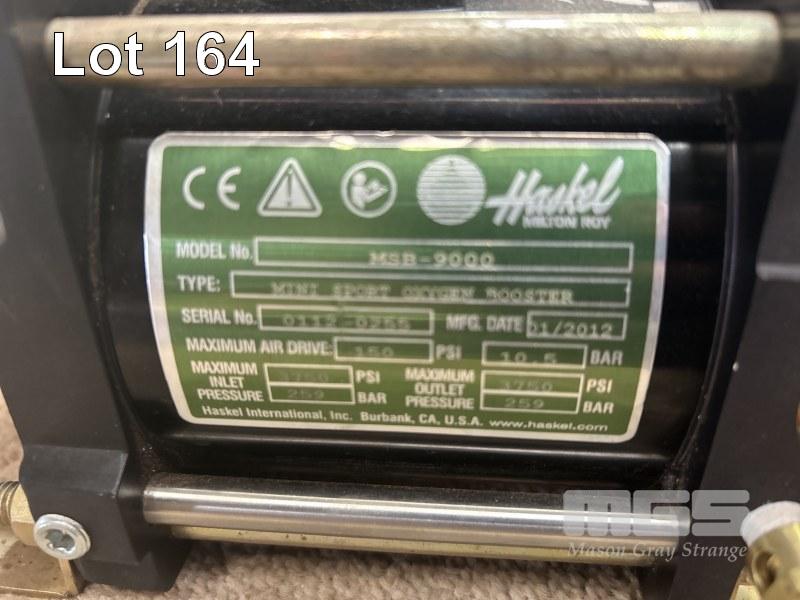 Lot 164
CE
Haskel
MILTON ROY
MODEL No. MSB-9000
TYPE: MINI SPORT OXYGEN BOOSTER
SERIAL No. 0112-0255 MFG. DATE 01/2012
MAXIMUM AIR DRIVE: 150 PSI 10.5 BAR
MAXIMUM INLET PRESSURE 3750 PSI 259 BAR
MAXIMUM OUTLET PRESSURE 3750 PSI 259 BAR
Haskel International, Inc. Burbank, CA, U.S.A. www.haskel.com
MGS
Mason Gray Strange